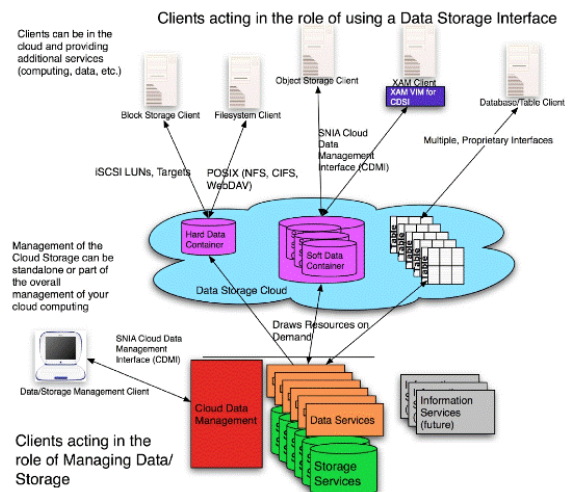 Clients acting in the role of using a Data Storage Interface
Clients can be in the
cloud and providing
additional services
(computing, data, etc.)
Block Storage Client
Filesystem Client
Object Storage Client
XAM Client
XAM VIM for
CDSI
Database/Table Client
iSCSI LUNs, Targets
POSIX (NFS, CIFS,
WebDAV)
SNIA Cloud
Data
Management
Interface (CDMI)
Multiple, Proprietary Interfaces
Hard Data
Container
Soft Data
Container
Table
Table
Table
Table
Data Storage Cloud
Management of the
Cloud Storage can be
standalone or part of
the overall
management of your
cloud computing
Draws Resources on
Demand
SNIA Cloud Data
Management
Interface (CDMI)
Data/Storage Management Client
Cloud Data
Management
Data Services
Storage
Services
Information
Services
(future)
Clients acting in the
role of Managing Data/
Storage